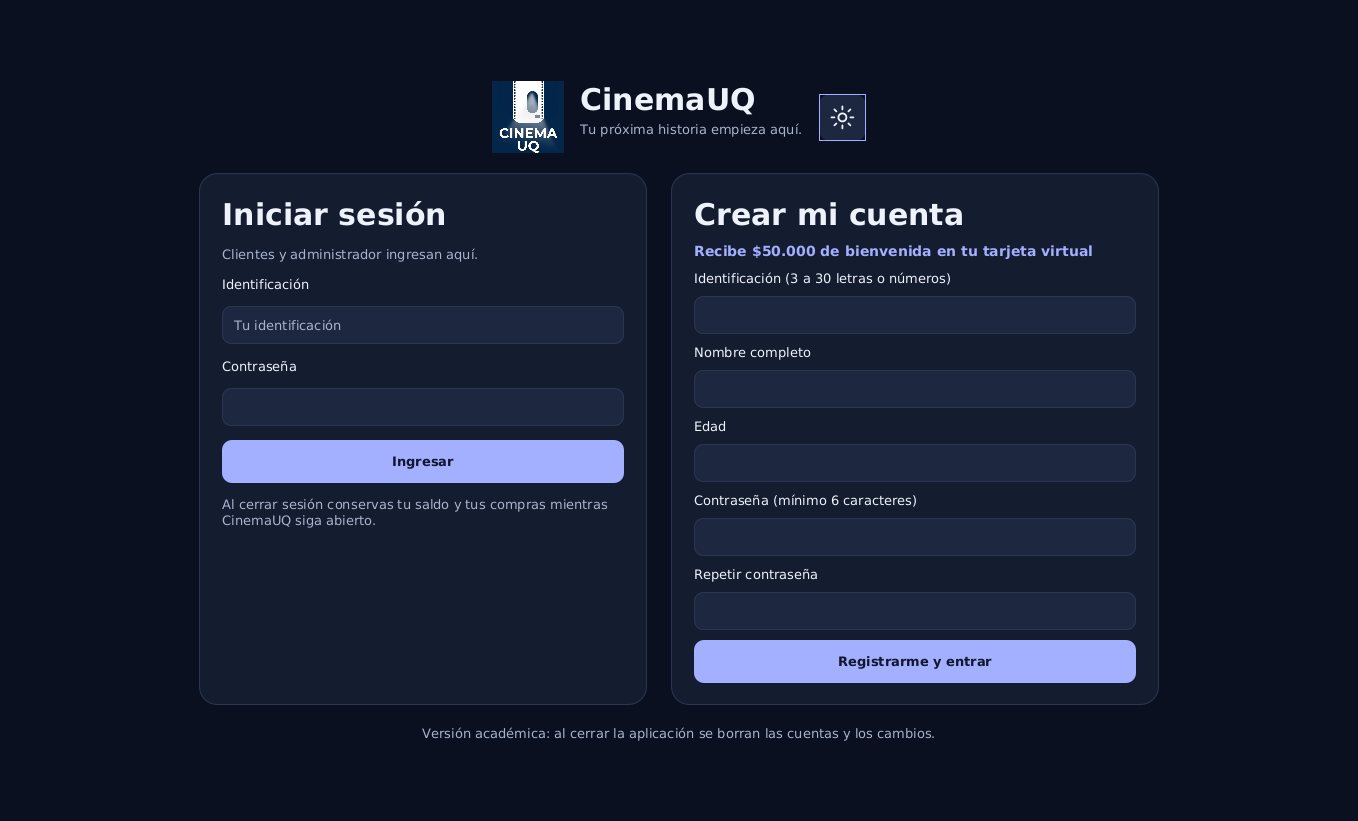 CINEMA
UQ
CinemaUQ
Tu próxima historia empieza aquí.
Iniciar sesión
Clientes y administrador ingresan aquí.
Identificación
Tu identificación
Contraseña
Ingresar
Al cerrar sesión conservas tu saldo y tus compras mientras
CinemaUQ siga abierto.
Crear mi cuenta
Recibe $50.000 de bienvenida en tu tarjeta virtual
Identificación (3 a 30 letras o números)
Nombre completo
Edad
Contraseña (mínimo 6 caracteres)
Repetir contraseña
Registrarme y entrar
Versión académica: al cerrar la aplicación se borran las cuentas y los cambios.